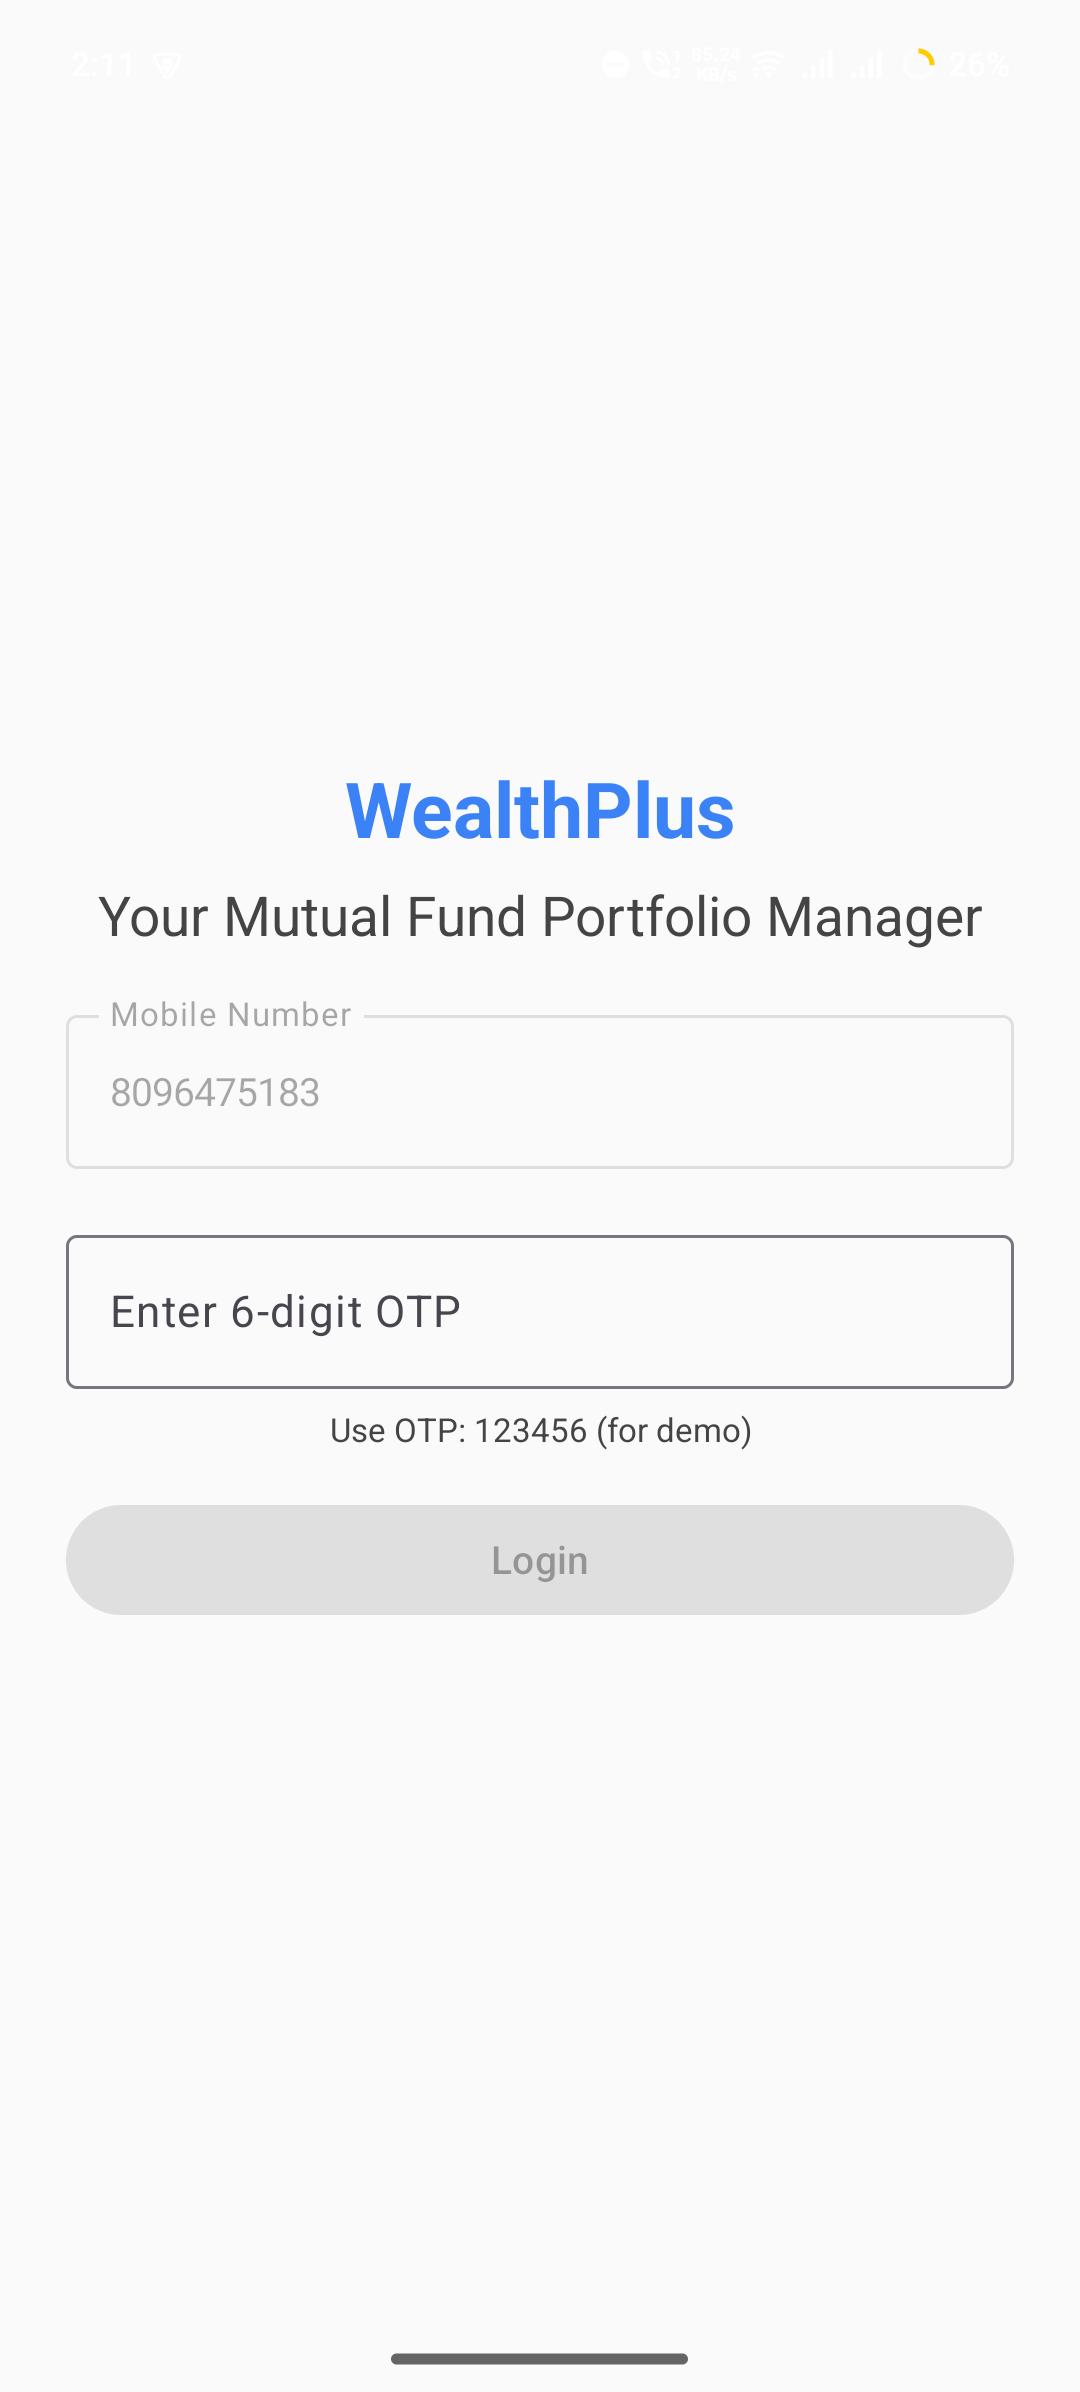 2:11
85.24
KB/s
26%
WealthPlus
Your Mutual Fund Portfolio Manager
Mobile Number
8096475183
Enter 6-digit OTP
Use OTP: 123456 (for demo)
Login